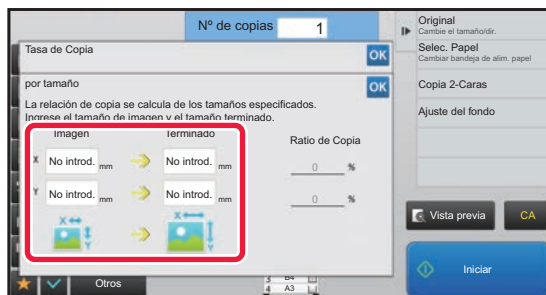 Nº de copias 1
Original
Cambie el tamaño/dir.
Selec. Papel
Cambiar bandeja de alim. papel
Copia 2-Caras
Ajuste del fondo
Tasa de Copia
OK
por tamaño
OK
La relación de copia se calcula de los tamaños especificados.
Ingrese el tamaño de imagen y el tamaño terminado.
Imagen Terminado
Ratio de Copia
X No introd. mm No introd. mm 0 %
Y No introd. mm No introd. mm 0 %
X Y X Y
Vista previa CA
Otros
3 B4
4 A3
Iniciar